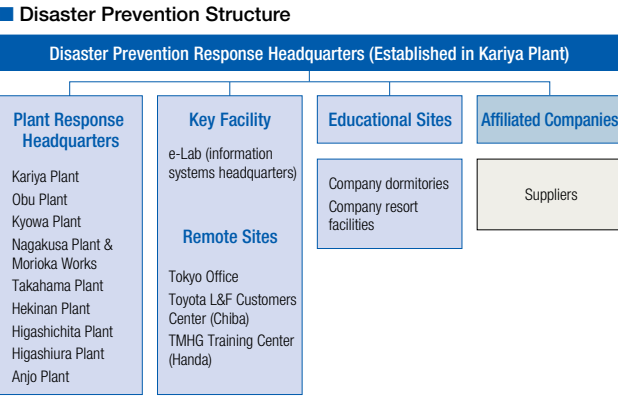 Disaster Prevention Structure
Disaster Prevention Response Headquarters (Established in Kariya Plant)
Plant Response
Headquarters
Kariya Plant
Obu Plant
Kyowa Plant
Nagakusa Plant &
Morioka Works
Takahama Plant
Hekinan Plant
Higashichita Plant
Higashiura Plant
Anjo Plant
Key Facility
e-Lab (information
systems headquarters)
Remote Sites
Tokyo Office
Toyota L&F Customers
Center (Chiba)
TMHG Training Center
(Handa)
Educational Sites
Company dormitories
Company resort
facilities
Affiliated Companies
Suppliers